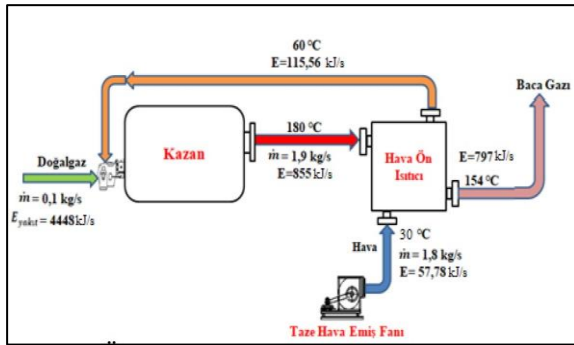 60 °C
E=115,56 kJ/s
Baca Gazı
Kazan
180 °C
ṁ = 1,9 kg/s
E=855 kJ/s
Hava Ön
Isıtıcı
E=797 kJ/s
154 °C
Doğalgaz
ṁ = 0,1 kg/s
E_yakıt = 4448 kJ/s
Hava
30 °C
ṁ = 1,8 kg/s
E= 57,78 kJ/s
Taze Hava Emiş Fanı